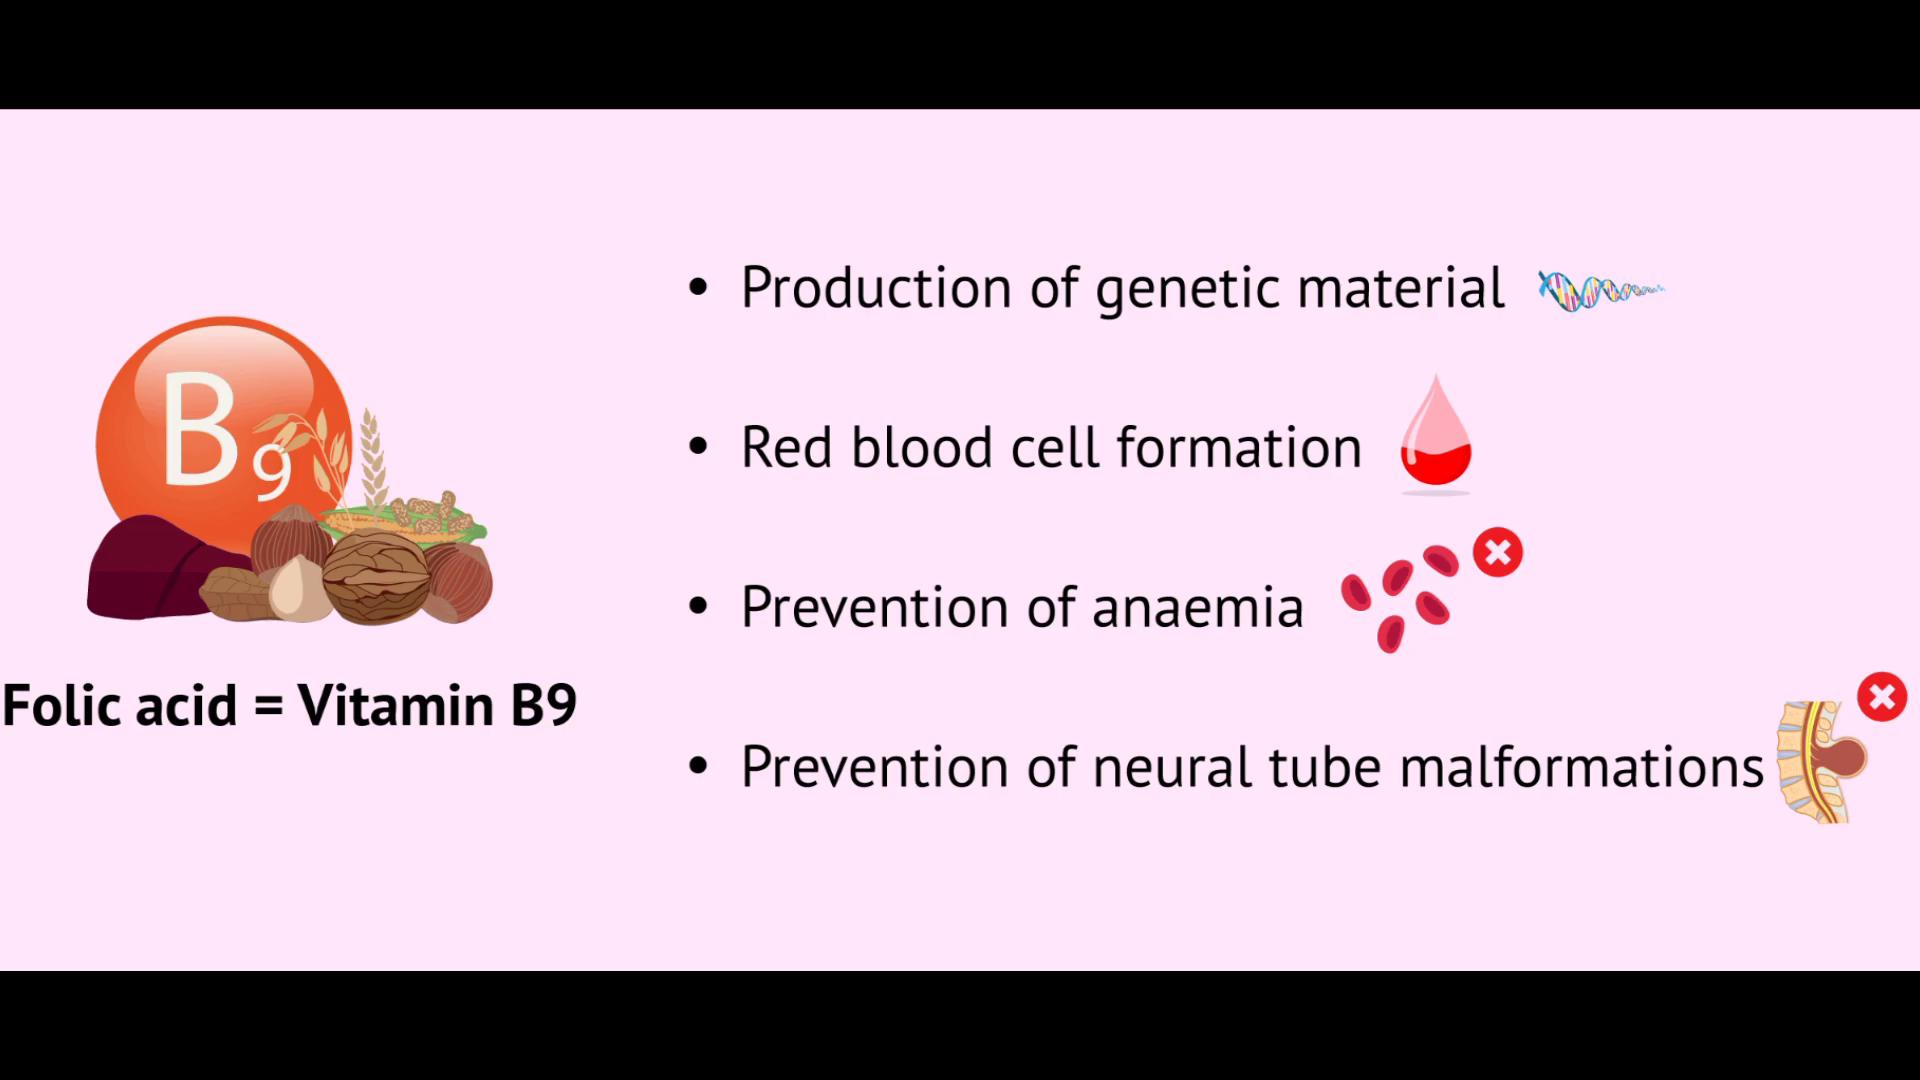 B9
Folic acid = Vitamin B9
• Production of genetic material
• Red blood cell formation
• Prevention of anaemia
• Prevention of neural tube malformations